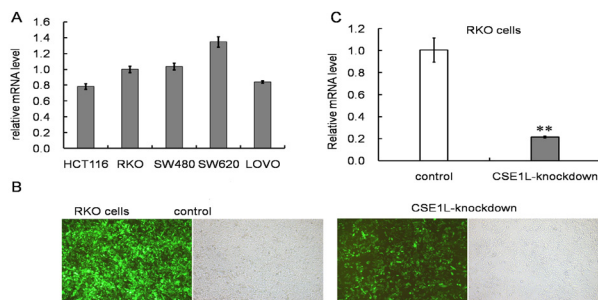 A
relative mRNA level
1.6
1.4
1.2
1.0
0.8
0.6
0.4
0.2
0
HCT116 RKO SW480 SW620 LOVO
C
RKO cells
Relative mRNA level
1.2
1.0
0.8
0.6
0.4
0.2
0.0
**
control CSE1L-knockdown
B
RKO cells control
CSE1L-knockdown